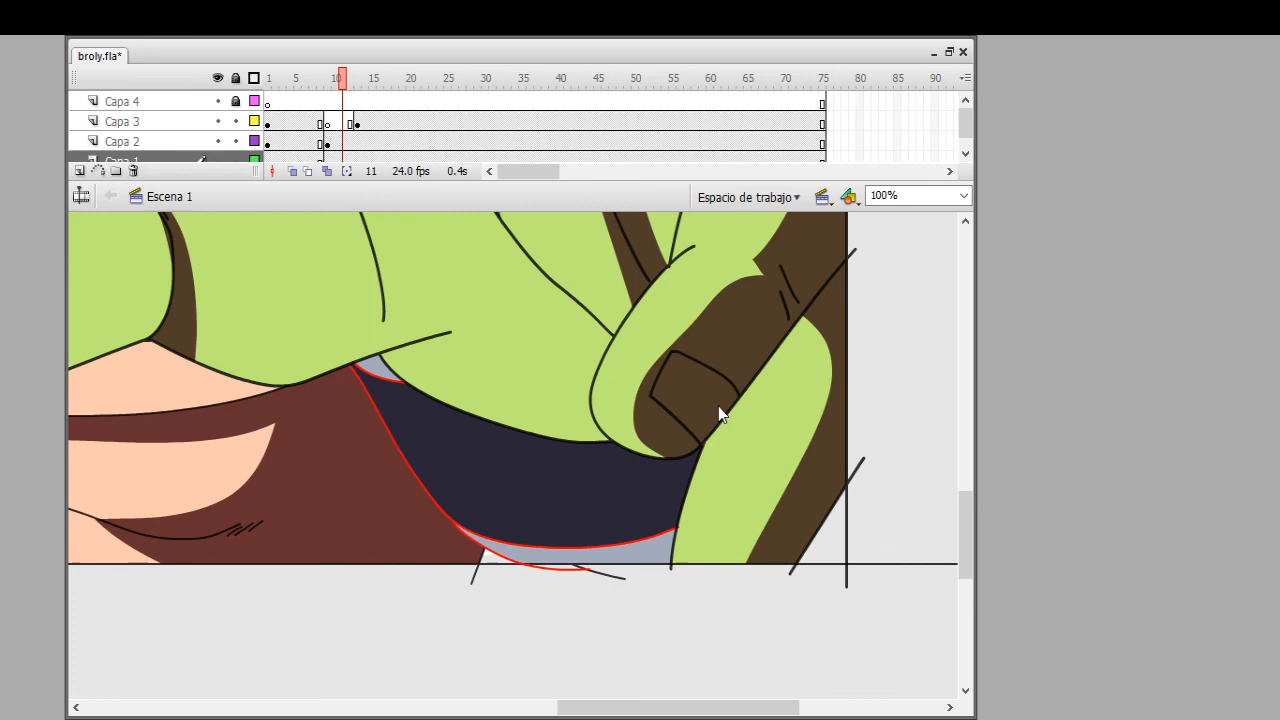 broly.fla*
1 5 10 15 20 25 30 35 40 45 50 55 60 65 70 75 80 85 90
Capa 4
Capa 3
Capa 2
Capa 1
11 24.0 fps 0.4s
Escena 1 Espacio de trabajo 100%